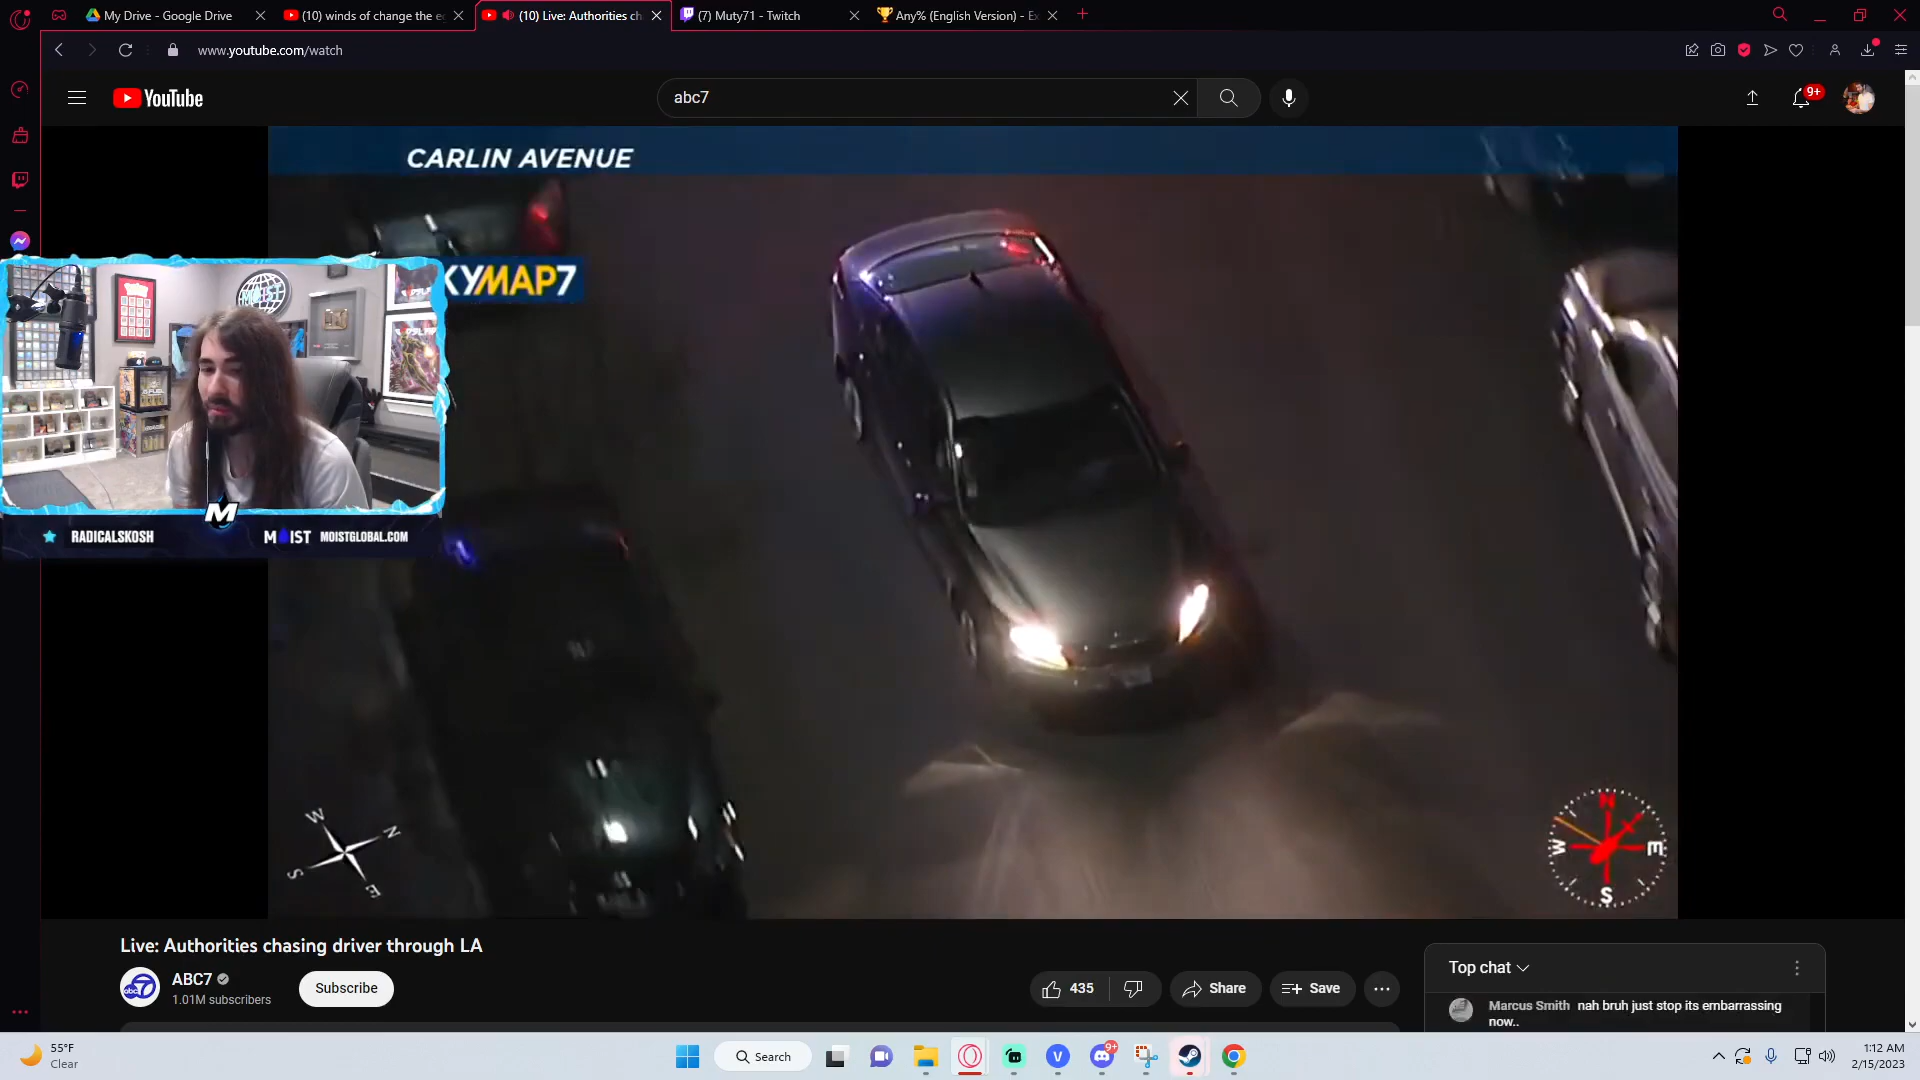 My Drive - Google Drive
(10) winds of change the e
(10) Live: Authorities ch
(7) Muty71 - Twitch
Any% (English Version) - E
www.youtube.com/watch
YouTube
abc7
9+
CARLIN AVENUE
KYMAP7
MOIST
M
RADICALSKOSH
MOIST MOISTGLOBAL.COM
W N S E
N W E S
Live: Authorities chasing driver through LA
ABC7
1.01M subscribers
Subscribe
435
Share
Save
Top chat
Marcus Smith nah bruh just stop its embarrassing
now..
55°F
Clear
Search
V
9+
1:12 AM
2/15/2023